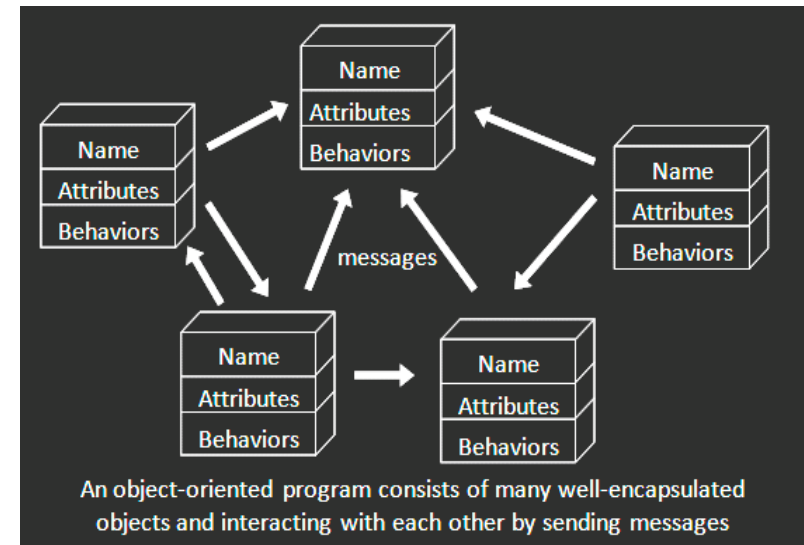 Name
Attributes
Behaviors
Name
Attributes
Behaviors
Name
Attributes
Behaviors
messages
Name
Attributes
Behaviors
Name
Attributes
Behaviors
An object-oriented program consists of many well-encapsulated
objects and interacting with each other by sending messages